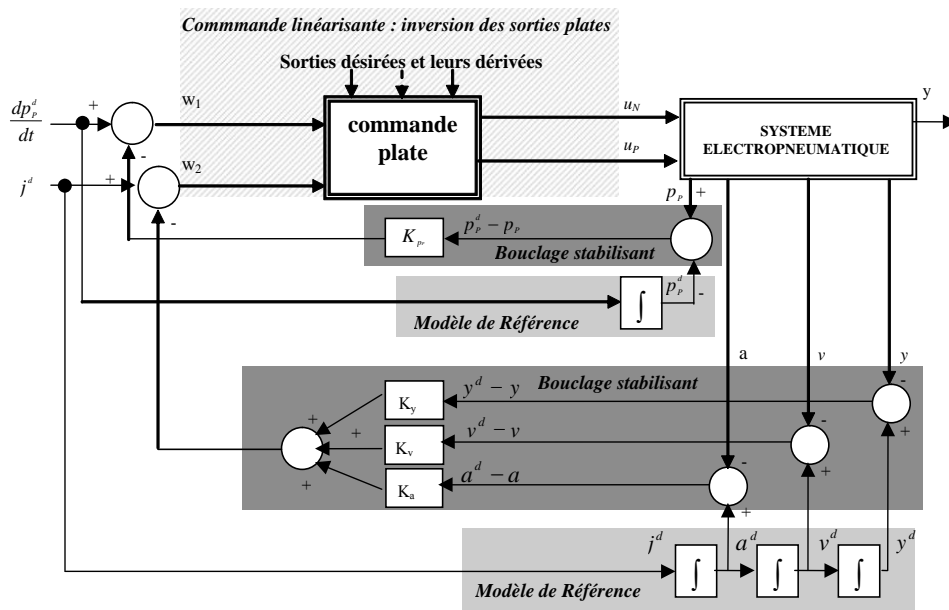 Commmande linéarisante : inversion des sorties plates
Sorties désirées et leurs dérivées
dp_P^d
dt
+
-
w₁
commande
plate
u_N
u_P
SYSTEME
ELECTROPNEUMATIQUE
y
j^d
+
-
w₂
p_P
+
K_pp
p_P^d − p_P
Bouclage stabilisant
∫
p_P^d
-
Modèle de Référence
a
v
y
Bouclage stabilisant
K_y
y^d − y
-
+
+
+
+
K_v
v^d − v
-
+
K_a
a^d − a
-
+
j^d
∫
a^d
∫
v^d
∫
y^d
Modèle de Référence